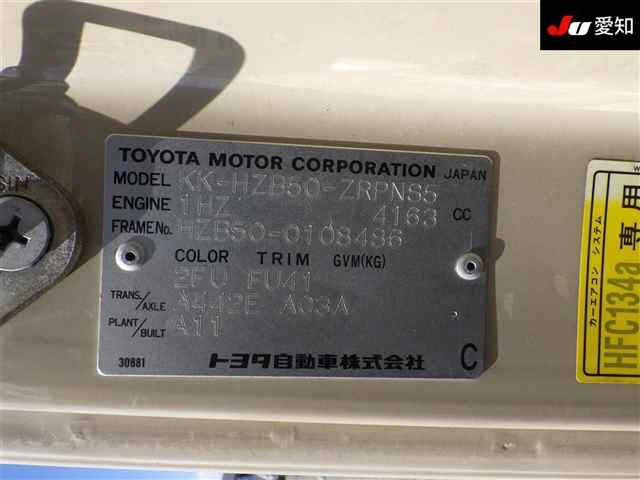 JU 愛知
TOYOTA MOTOR CORPORATION JAPAN
MODEL KK-HZB50-ZRPNS5
ENGINE 1HZ 4163 CC
FRAME No. HZB50-0108486
COLOR TRIM GVM(KG)
2FU FU41
TRANS./AXLE A442E A03A
PLANT/BUILT A11
30881 トヨタ自動車株式会社 C
カーエアコン システム
HFC134a 専用